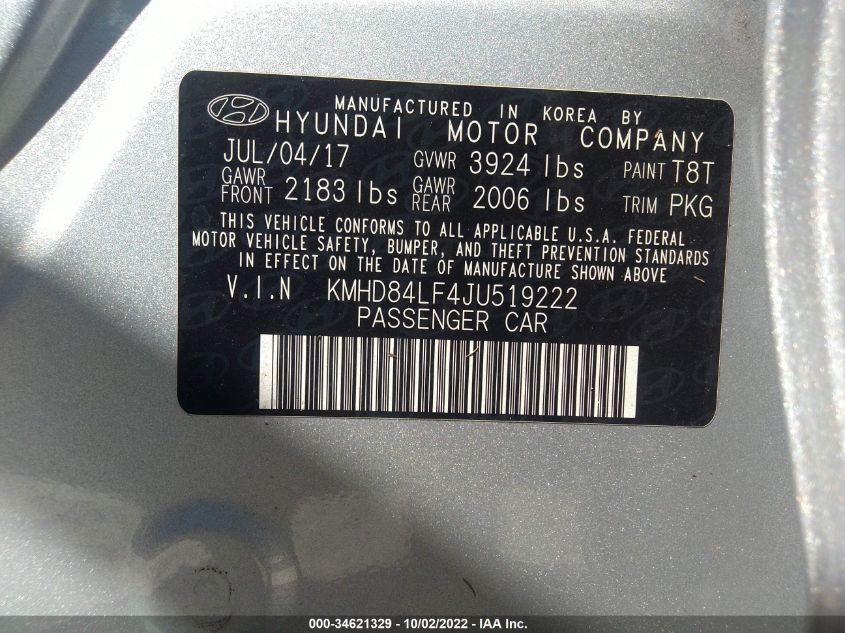 MANUFACTURED IN KOREA BY
HYUNDAI MOTOR COMPANY
JUL/04/17 GVWR 3924 lbs PAINT T8T
GAWR FRONT 2183 lbs GAWR REAR 2006 lbs TRIM PKG
THIS VEHICLE CONFORMS TO ALL APPLICABLE U.S.A. FEDERAL
MOTOR VEHICLE SAFETY, BUMPER, AND THEFT PREVENTION STANDARDS
IN EFFECT ON THE DATE OF MANUFACTURE SHOWN ABOVE
V.I.N KMHD84LF4JU519222
PASSENGER CAR
000-34621329 - 10/02/2022 - IAA Inc.